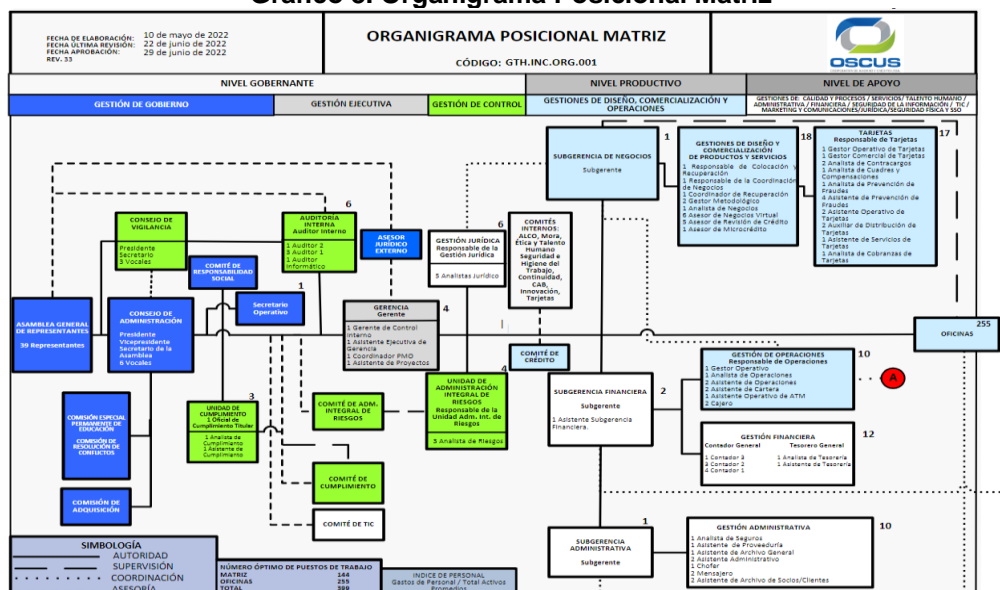 Gráfico 6. Organigrama Posicional Matriz
FECHA DE ELABORACIÓN: 10 de mayo de 2022
FECHA ÚLTIMA REVISIÓN: 22 de junio de 2022
FECHA APROBACIÓN: 29 de junio de 2022
REV. 33
ORGANIGRAMA POSICIONAL MATRIZ
CÓDIGO: GTH.INC.ORG.001
OSCUS
NIVEL GOBERNANTE
NIVEL PRODUCTIVO
NIVEL DE APOYO
GESTIÓN DE GOBIERNO
GESTIÓN EJECUTIVA
GESTIÓN DE CONTROL
GESTIONES DE DISEÑO, COMERCIALIZACIÓN Y
OPERACIONES
GESTIONES DE: CALIDAD Y PROCESOS / SERVICIOS/ TALENTO HUMANO /
ADMINISTRATIVA / FINANCIERA / SEGURIDAD DE LA INFORMACIÓN / TIC /
MARKETING Y COMUNICACIONES/JURÍDICA/SEGURIDAD FÍSICA Y SSO
SUBGERENCIA DE NEGOCIOS
Subgerente
1
GESTIONES DE DISEÑO Y
COMERCIALIZACIÓN
DE PRODUCTOS Y SERVICIOS
1 Responsable de Colocación y
Recuperación
1 Responsable de la Coordinación
de Negocios
1 Coordinador de Recuperación
2 Gestor Metodológico
1 Analista de Negocios
6 Asesor de Negocios Virtual
5 Asesor de Revisión de Crédito
1 Asesor de Microcrédito
18
TARJETAS
Responsable de Tarjetas
1 Gestor Operativo de Tarjetas
1 Gestor Comercial de Tarjetas
2 Analista de Contracargos
1 Analista de Cuadres y
Compensaciones
1 Analista de Prevención de
Fraudes
4 Asistente de Prevención de
Fraudes
2 Asistente Operativo de
Tarjetas
2 Auxiliar de Distribución de
Tarjetas
1 Asistente de Servicios de
Tarjetas
1 Analista de Cobranzas de
Tarjetas
17
CONSEJO DE
VIGILANCIA
Presidente
Secretario
3 Vocales
AUDITORÍA
INTERNA
Auditor Interno
1 Auditor 2
3 Auditor 1
1 Auditor
Informático
6
ASESOR
JURÍDICO
EXTERNO
GESTIÓN JURÍDICA
Responsable de la
Gestión Jurídica
5 Analistas Jurídico
6
COMITÉS
INTERNOS:
ALCO, Mora,
Ética y Talento
Humano
Seguridad e
Higiene del
Trabajo,
Continuidad,
CAB,
Innovación,
Tarjetas
COMITÉ DE
RESPONSABILIDAD
SOCIAL
Secretario
Operativo
1
ASAMBLEA GENERAL
DE REPRESENTANTES
39 Representantes
CONSEJO DE
ADMINISTRACIÓN
Presidente
Vicepresidente
Secretario de la
Asamblea
6 Vocales
GERENCIA
Gerente
1 Gerente de Control
Interno
1 Asistente Ejecutiva de
Gerencia
1 Coordinador PMO
1 Asistente de Proyectos
4
OFICINAS
255
COMITÉ DE
CRÉDITO
GESTIÓN DE OPERACIONES
Responsable de Operaciones
1 Gestor Operativo
1 Analista de Operaciones
2 Asistente de Operaciones
2 Asistente de Cartera
1 Asistente Operativo de ATM
2 Cajero
10
A
UNIDAD DE
ADMINISTRACIÓN
INTEGRAL DE
RIESGOS
Responsable de la
Unidad Adm. Int. de
Riesgos
3 Analista de Riesgos
4
SUBGERENCIA FINANCIERA
Subgerente
1 Asistente Subgerencia
Financiera.
2
COMISIÓN ESPECIAL
PERMANENTE DE
EDUCACIÓN
COMISIÓN DE
RESOLUCIÓN DE
CONFLICTOS
UNIDAD DE
CUMPLIMIENTO
1 Oficial de
Cumplimiento Titular
1 Analista de
Cumplimiento
1 Asistente de
Cumplimiento
3
COMITÉ DE ADM.
INTEGRAL DE
RIESGOS
GESTIÓN FINANCIERA
Contador General Tesorero General
1 Contador 3 1 Analista de Tesorería
3 Contador 2 1 Asistente de Tesorería
4 Contador 1
12
COMITÉ DE
CUMPLIMIENTO
COMISIÓN DE
ADQUISICIÓN
COMITÉ DE TIC
SUBGERENCIA
ADMINISTRATIVA
Subgerente
1
GESTIÓN ADMINISTRATIVA
1 Analista de Seguros
1 Asistente de Proveeduría
1 Asistente de Archivo General
2 Asistente Administrativo
1 Chofer
2 Mensajero
2 Asistente de Archivo de Socios/Clientes
10
SIMBOLOGÍA
AUTORIDAD
SUPERVISIÓN
COORDINACIÓN
ASESORÍA
NÚMERO ÓPTIMO DE PUESTOS DE TRABAJO
MATRIZ 144
OFICINAS 255
TOTAL 399
INDICE DE PERSONAL
Gastos de Personal / Total Activos
Promedios